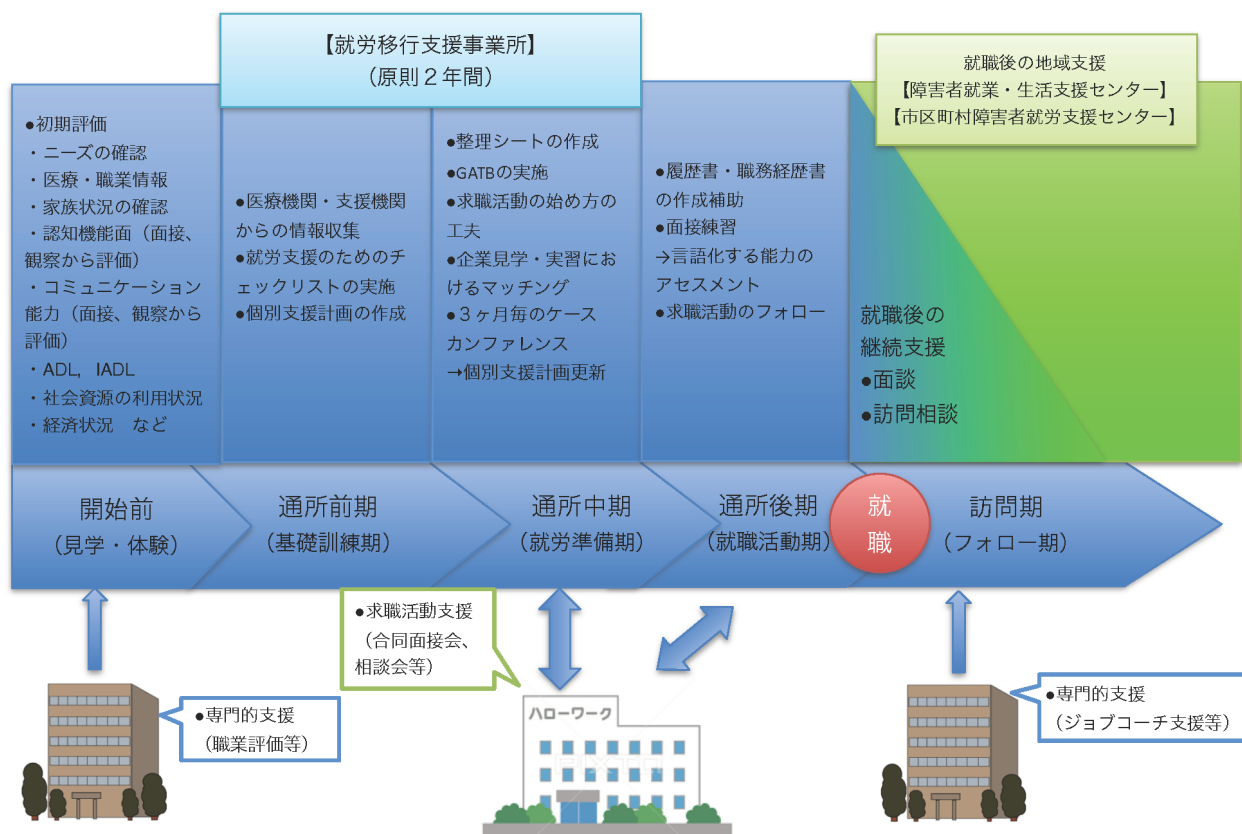 【就労移行支援事業所】
（原則２年間）
就職後の地域支援
【障害者就業・生活支援センター】
【市区町村障害者就労支援センター】
●初期評価
・ニーズの確認
・医療・職業情報
・家族状況の確認
・認知機能面（面接、
観察から評価）
・コミュニケーション
能力（面接、観察から
評価）
・ADL, IADL
・社会資源の利用状況
・経済状況　など
●医療機関・支援機関
からの情報収集
●就労支援のためのチ
ェックリストの実施
●個別支援計画の作成
●整理シートの作成
●GATBの実施
●求職活動の始め方の
工夫
●企業見学・実習にお
けるマッチング
●３ヶ月毎のケース
カンファレンス
→個別支援計画更新
●履歴書・職務経歴書
の作成補助
●面接練習
→言語化する能力の
アセスメント
●求職活動のフォロー
就職後の
継続支援
●面談
●訪問相談
開始前
（見学・体験）
通所前期
（基礎訓練期）
通所中期
（就労準備期）
通所後期
（就職活動期）
就
職
訪問期
（フォロー期）
●求職活動支援
（合同面接会、
相談会等）
●専門的支援
（職業評価等）
ハローワーク
●専門的支援
（ジョブコーチ支援等）